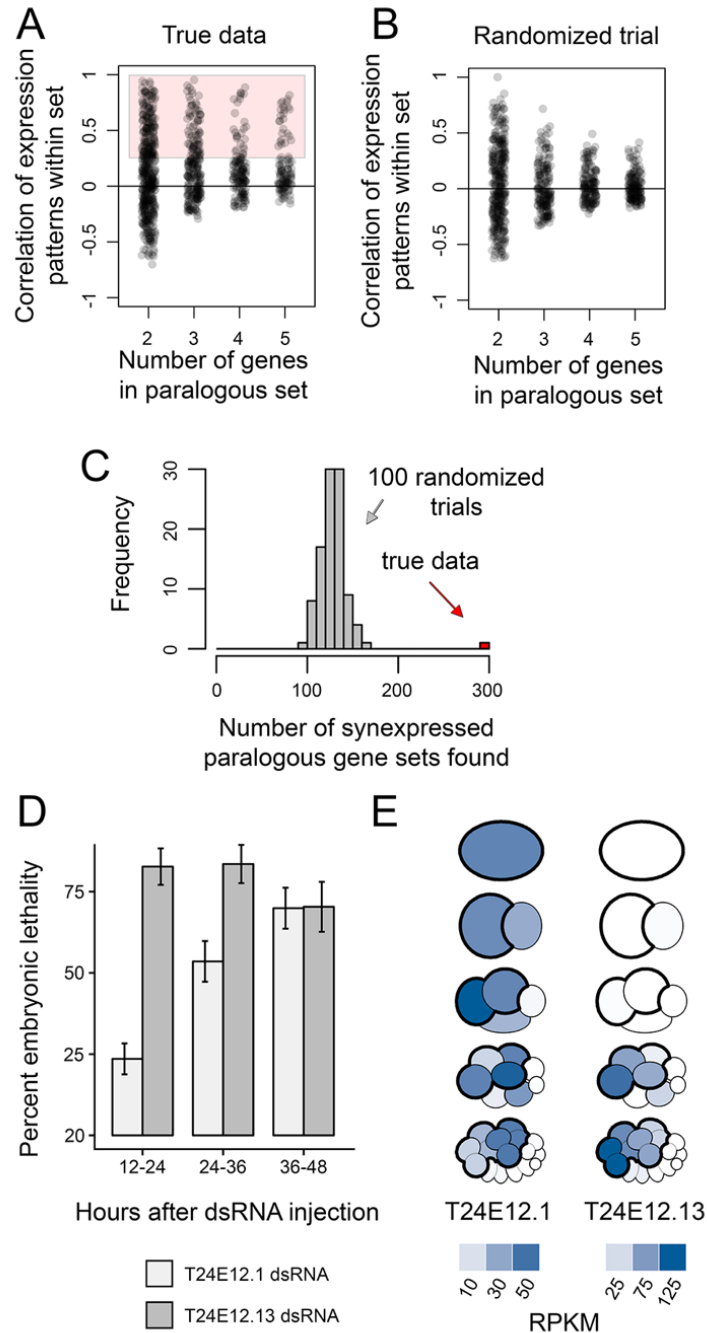 A
True data
Correlation of expression
patterns within set
1
0.5
0
-0.5
-1
2 3 4 5
Number of genes
in paralogous set
B
Randomized trial
Correlation of expression
patterns within set
1
0.5
0
-0.5
-1
2 3 4 5
Number of genes
in paralogous set
C
Frequency
30
20
10
0
100 randomized
trials
true data
0 100 200 300
Number of synexpressed
paralogous gene sets found
D
Percent embryonic lethality
75
50
25
20
12-24 24-36 36-48
Hours after dsRNA injection
T24E12.1 dsRNA
T24E12.13 dsRNA
E
T24E12.1 T24E12.13
10 30 50 25 75 125
RPKM